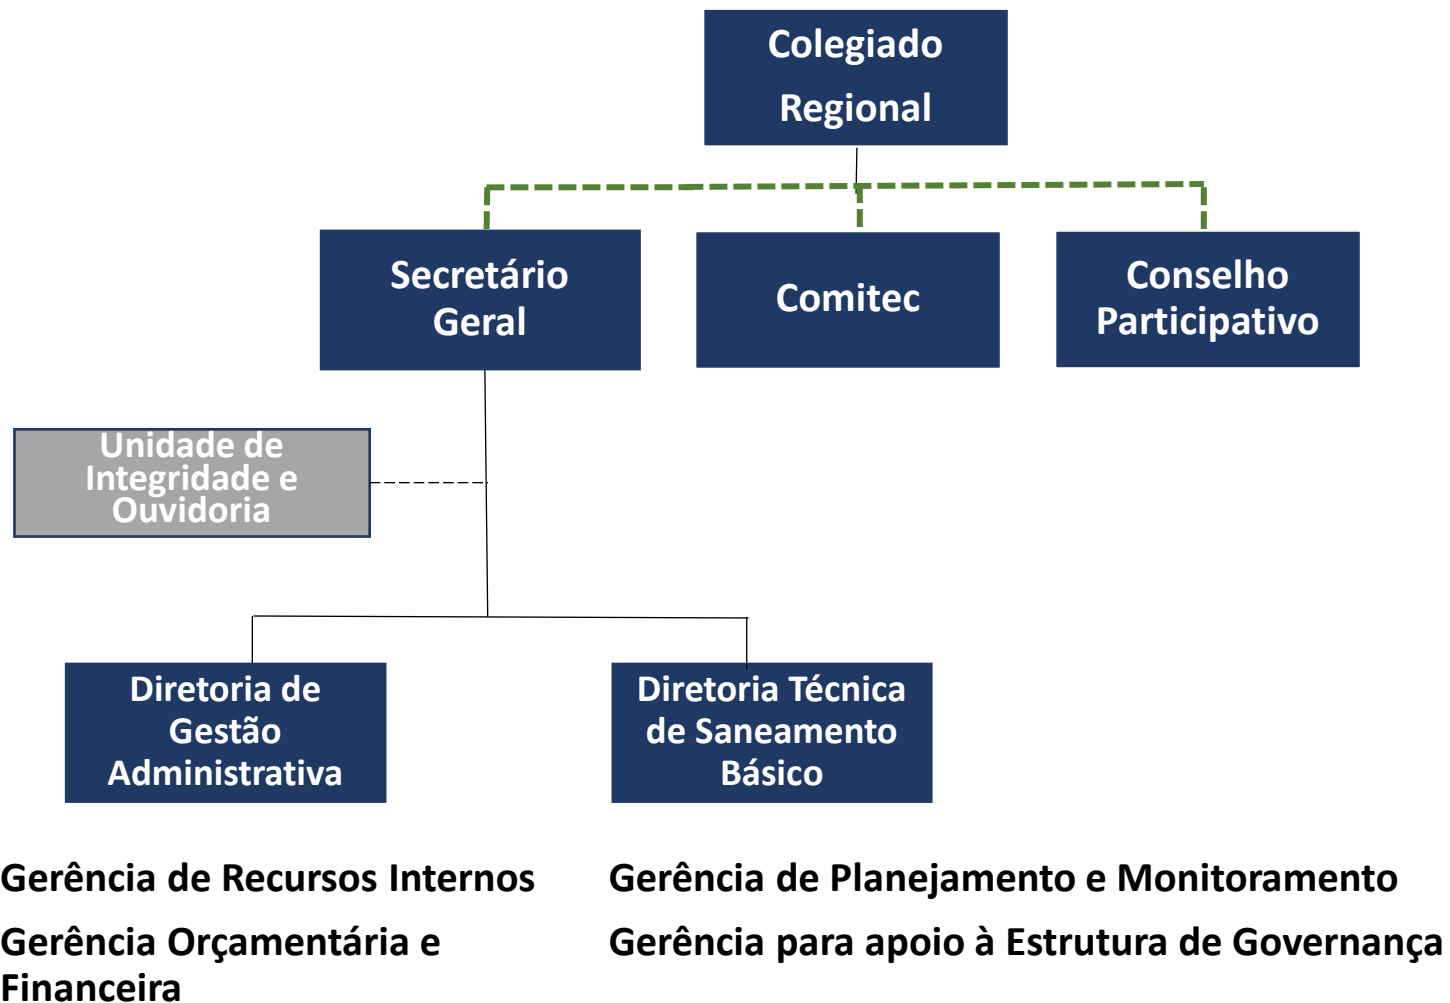 Colegiado
Regional
Secretário
Geral
Comitec
Conselho
Participativo
Unidade de
Integridade e
Ouvidoria
Diretoria de
Gestão
Administrativa
Diretoria Técnica
de Saneamento
Básico
Gerência de Recursos Internos
Gerência Orçamentária e
Financeira
Gerência de Planejamento e Monitoramento
Gerência para apoio à Estrutura de Governança